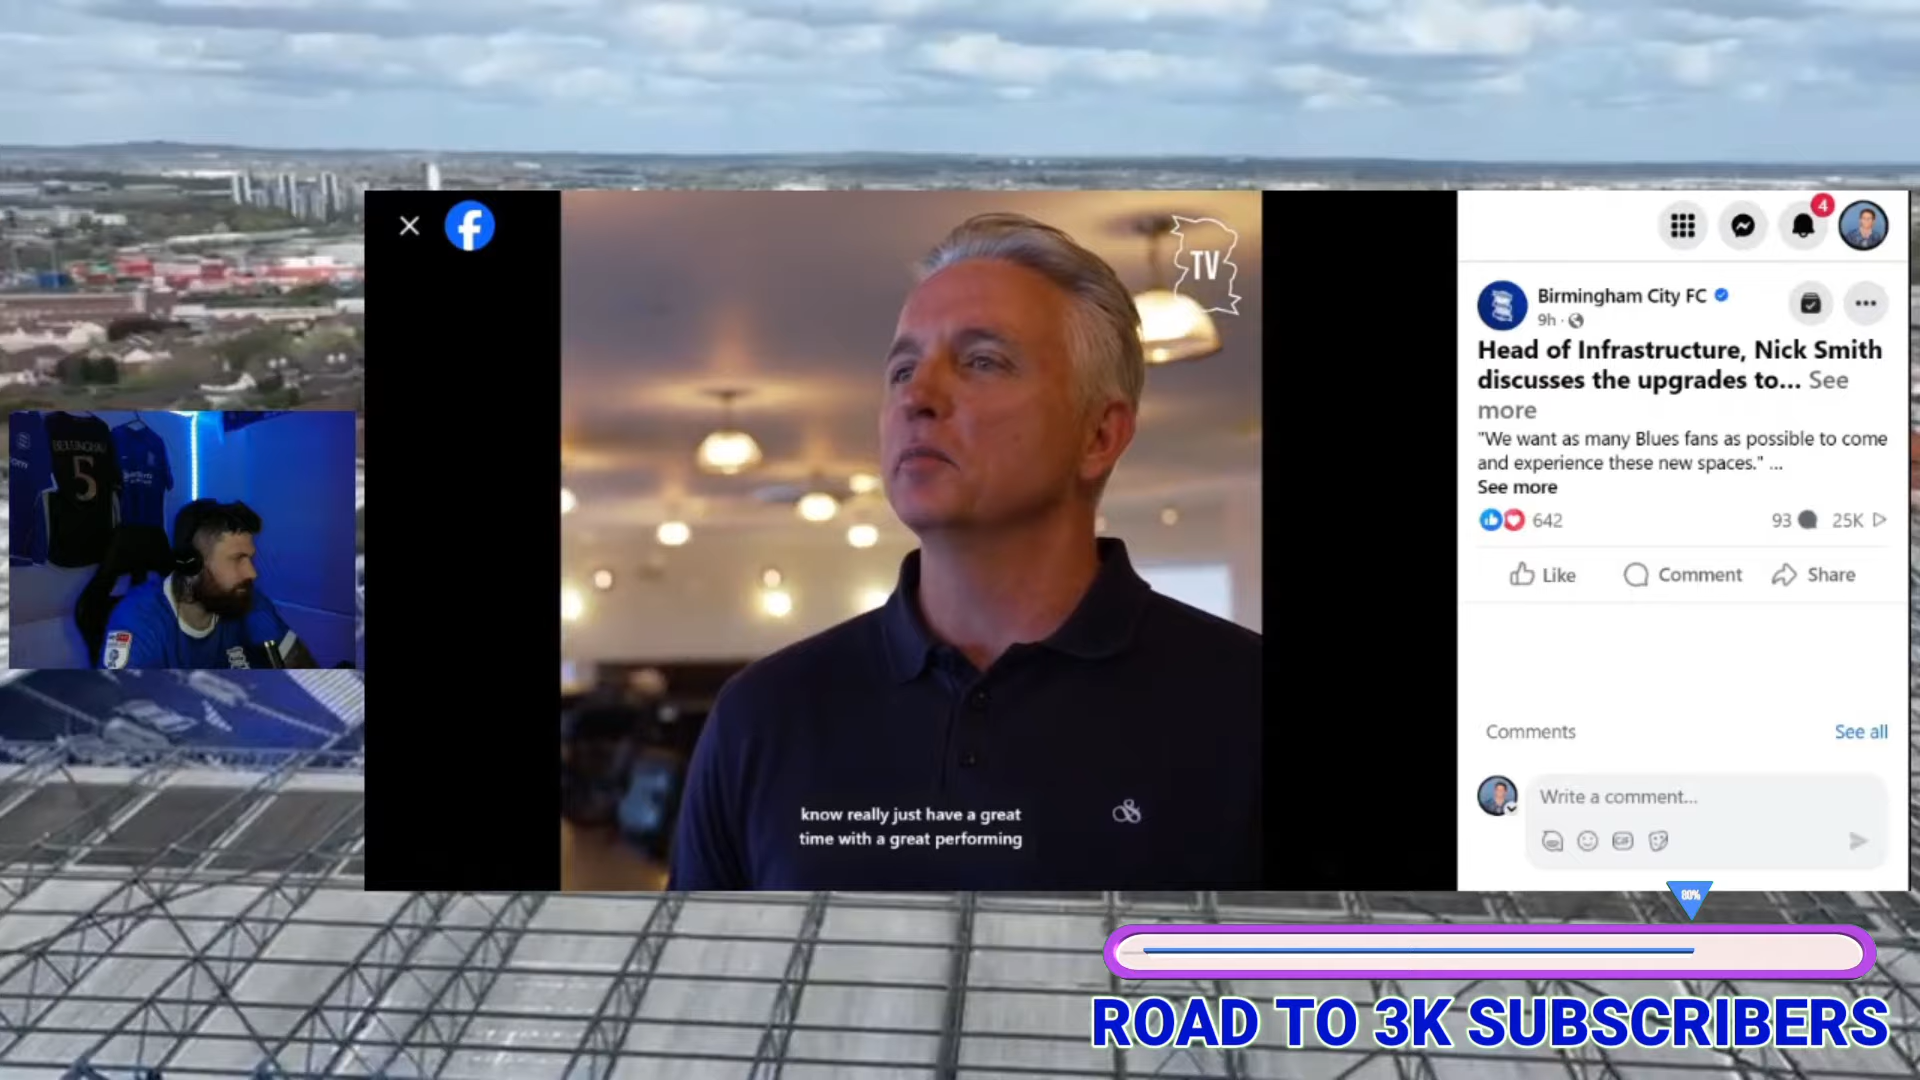 TV
4
Birmingham City FC
9h ·
Head of Infrastructure, Nick Smith
discusses the upgrades to... See
more
"We want as many Blues fans as possible to come
and experience these new spaces." ...
See more
642
93
25K
Like
Comment
Share
Comments
See all
Write a comment...
GIF
BELLINGHAM
5
know really just have a great
time with a great performing
80%
ROAD TO 3K SUBSCRIBERS